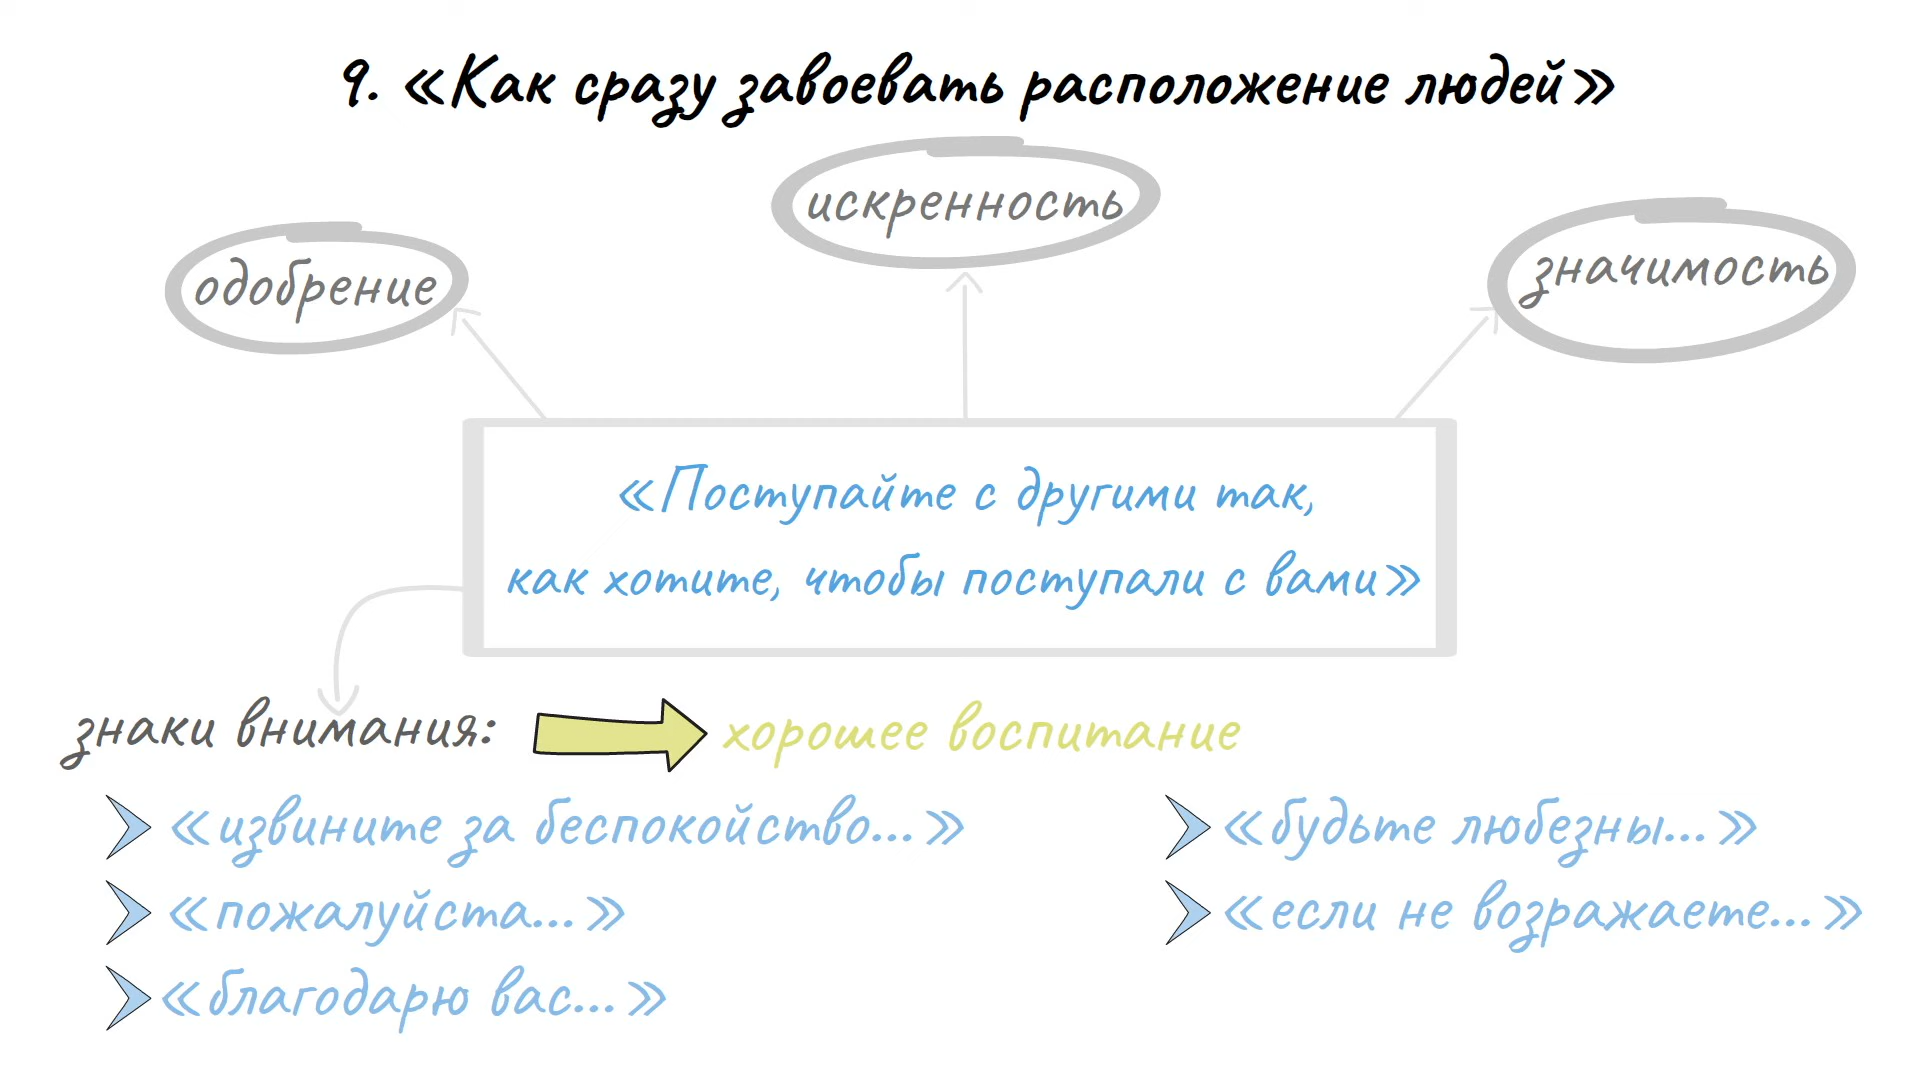 9. «Как сразу завоевать расположение людей»
искренность
одобрение
значимость
«Поступайте с другими так,
как хотите, чтобы поступали с вами»
знаки внимания:
хорошее воспитание
«извините за беспокойство...»
«пожалуйста...»
«благодарю вас...»
«будьте любезны...»
«если не возражаете...»